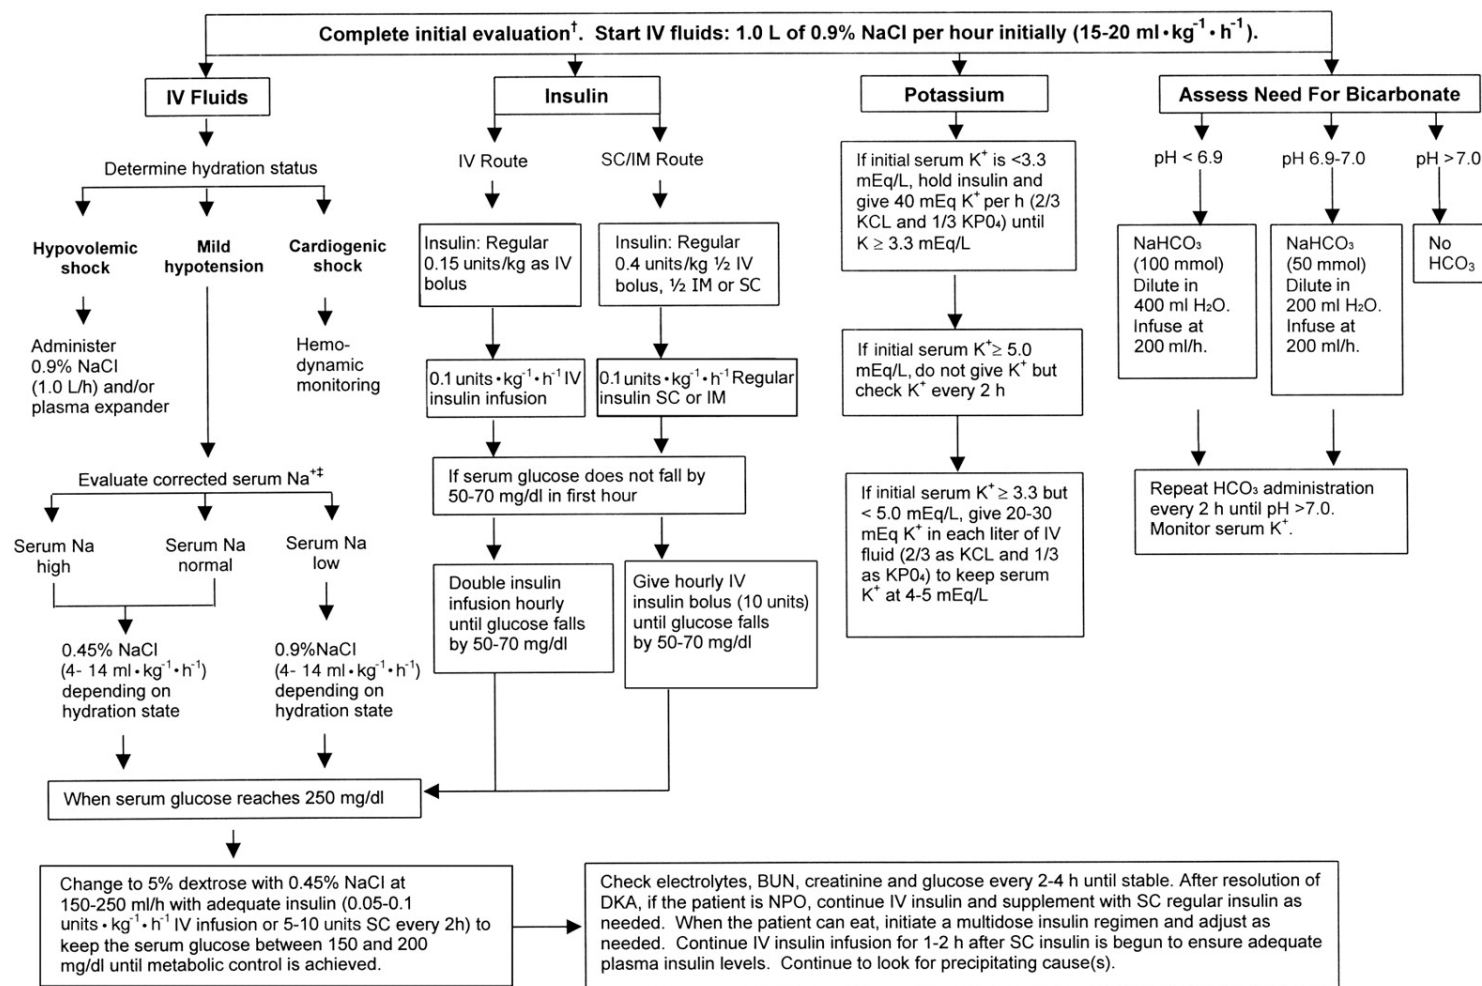 Complete initial evaluation†. Start IV fluids: 1.0 L of 0.9% NaCl per hour initially (15-20 ml•kg⁻¹•h⁻¹).
IV Fluids
Determine hydration status
Hypovolemic
shock
Mild
hypotension
Cardiogenic
shock
Administer
0.9% NaCl
(1.0 L/h) and/or
plasma expander
Hemo-
dynamic
monitoring
Evaluate corrected serum Na⁺‡
Serum Na
high
Serum Na
normal
Serum Na
low
0.45% NaCl
(4- 14 ml•kg⁻¹•h⁻¹)
depending on
hydration state
0.9%NaCl
(4- 14 ml•kg⁻¹•h⁻¹)
depending on
hydration state
Insulin
IV Route
SC/IM Route
Insulin: Regular
0.15 units/kg as IV
bolus
Insulin: Regular
0.4 units/kg ½ IV
bolus, ½ IM or SC
0.1 units•kg⁻¹•h⁻¹ IV
insulin infusion
0.1 units•kg⁻¹•h⁻¹ Regular
insulin SC or IM
If serum glucose does not fall by
50-70 mg/dl in first hour
Double insulin
infusion hourly
until glucose falls
by 50-70 mg/dl
Give hourly IV
insulin bolus (10 units)
until glucose falls
by 50-70 mg/dl
Potassium
If initial serum K⁺ is <3.3
mEq/L, hold insulin and
give 40 mEq K⁺ per h (2/3
KCL and 1/3 KP0₄) until
K ≥ 3.3 mEq/L
If initial serum K⁺≥ 5.0
mEq/L, do not give K⁺ but
check K⁺ every 2 h
If initial serum K⁺ ≥ 3.3 but
< 5.0 mEq/L, give 20-30
mEq K⁺ in each liter of IV
fluid (2/3 as KCL and 1/3
as KP0₄) to keep serum
K⁺ at 4-5 mEq/L
Assess Need For Bicarbonate
pH < 6.9
pH 6.9-7.0
pH >7.0
NaHCO₃
(100 mmol)
Dilute in
400 ml H₂O.
Infuse at
200 ml/h.
NaHCO₃
(50 mmol)
Dilute in
200 ml H₂O.
Infuse at
200 ml/h.
No
HCO₃
Repeat HCO₃ administration
every 2 h until pH >7.0.
Monitor serum K⁺.
When serum glucose reaches 250 mg/dl
Change to 5% dextrose with 0.45% NaCl at
150-250 ml/h with adequate insulin (0.05-0.1
units•kg⁻¹•h⁻¹ IV infusion or 5-10 units SC every 2h) to
keep the serum glucose between 150 and 200
mg/dl until metabolic control is achieved.
Check electrolytes, BUN, creatinine and glucose every 2-4 h until stable. After resolution of
DKA, if the patient is NPO, continue IV insulin and supplement with SC regular insulin as
needed. When the patient can eat, initiate a multidose insulin regimen and adjust as
needed. Continue IV insulin infusion for 1-2 h after SC insulin is begun to ensure adequate
plasma insulin levels. Continue to look for precipitating cause(s).